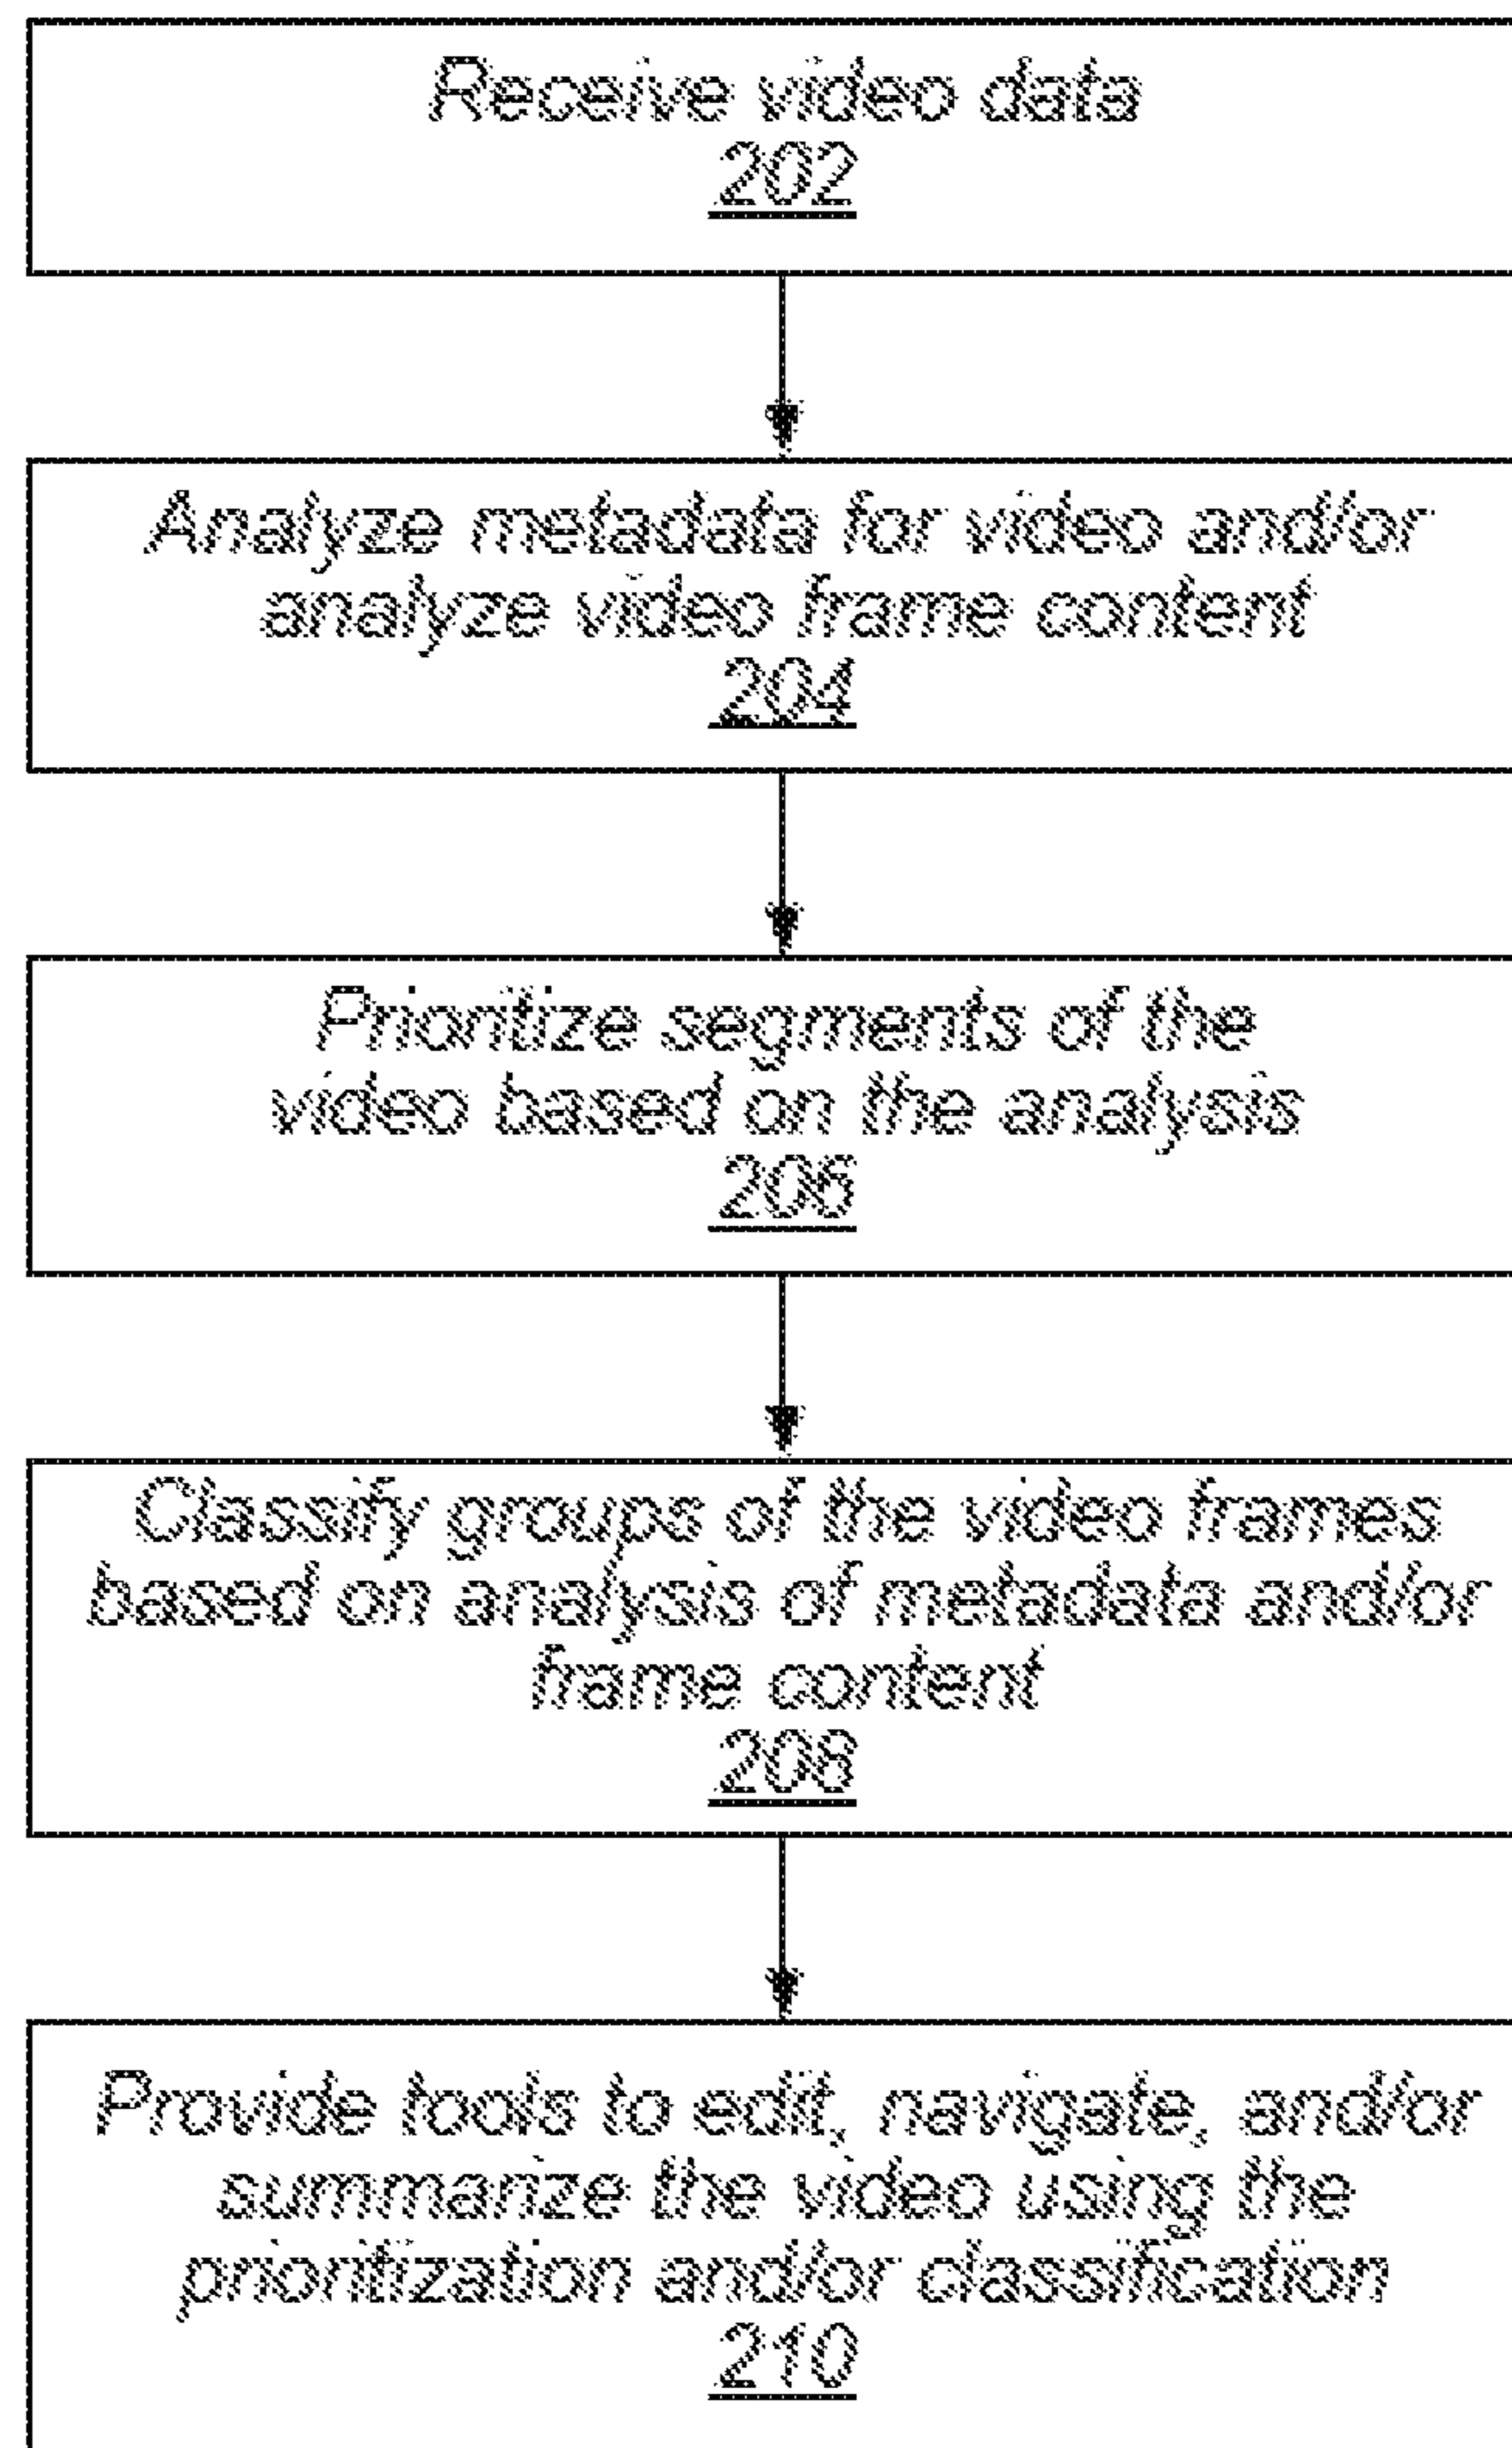 Receive video data
202
Analyze metadata for video and/or
analyze video frame content
204
Prioritize segments of the
video based on the analysis
206
Classify groups of the video frames
based on analysis of metadata and/or
frame content
208
Provide tools to edit, navigate, and/or
summarize the video using the
prioritization and/or classification
210